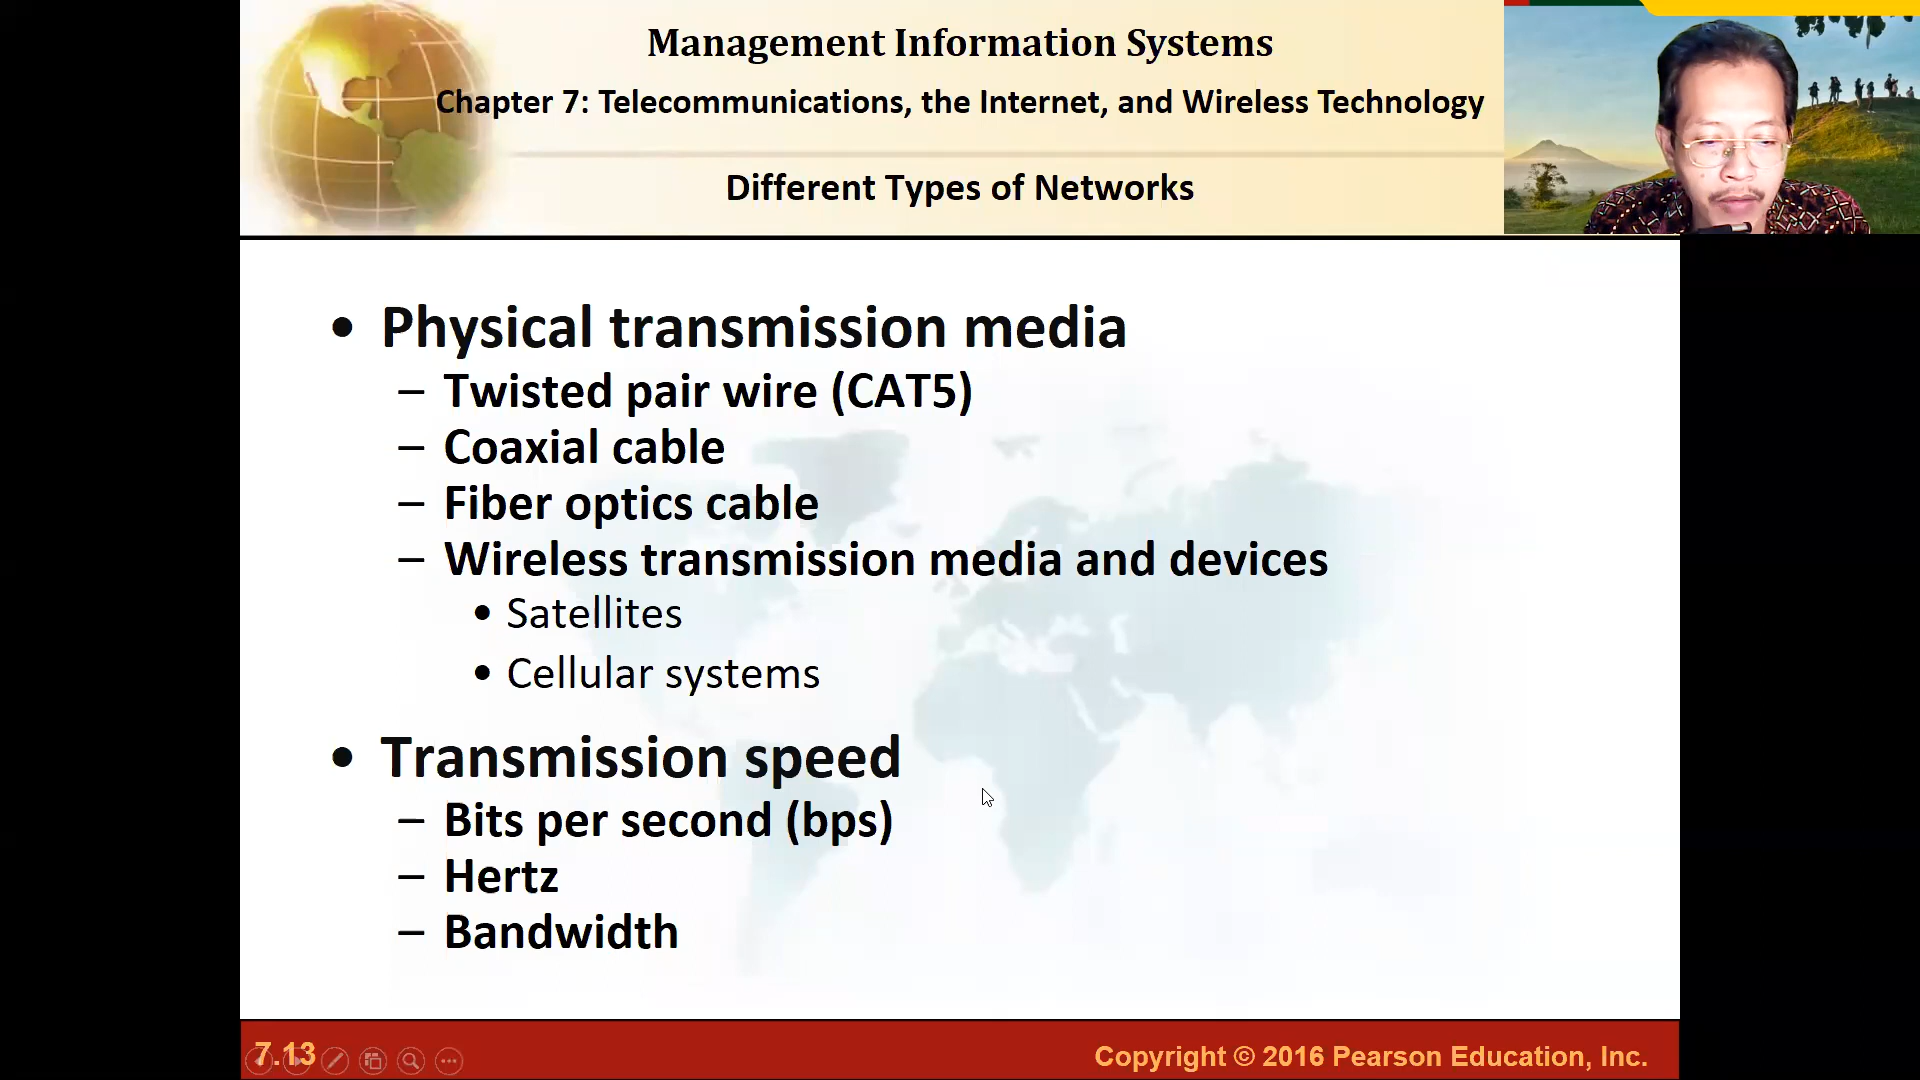 Management Information Systems
Chapter 7: Telecommunications, the Internet, and Wireless Technology
Different Types of Networks
• Physical transmission media
– Twisted pair wire (CAT5)
– Coaxial cable
– Fiber optics cable
– Wireless transmission media and devices
• Satellites
• Cellular systems
• Transmission speed
– Bits per second (bps)
– Hertz
– Bandwidth
7.13
Copyright © 2016 Pearson Education, Inc.